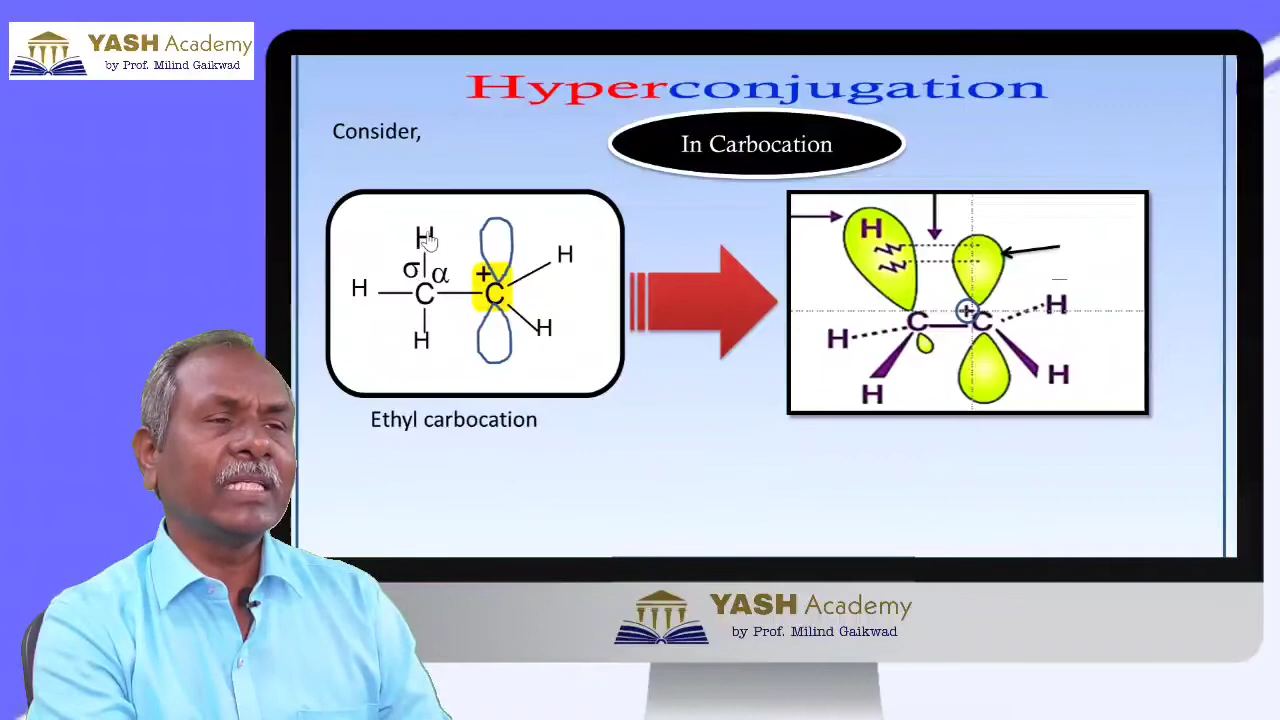 YASH Academy
by Prof. Milind Gaikwad
Hyperconjugation
Consider,
In Carbocation
H
σ α
+
H
H
C
C
H
H
Ethyl carbocation
H
+
H
C
C
H
H
H
YASH Academy
by Prof. Milind Gaikwad